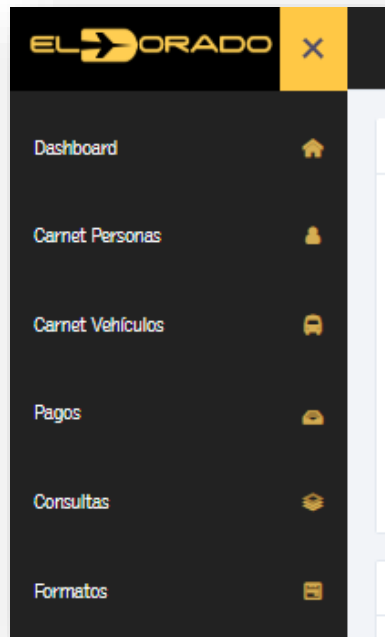 EL DORADO
Dashboard
Carnet Personas
Carnet Vehículos
Pagos
Consultas
Formatos